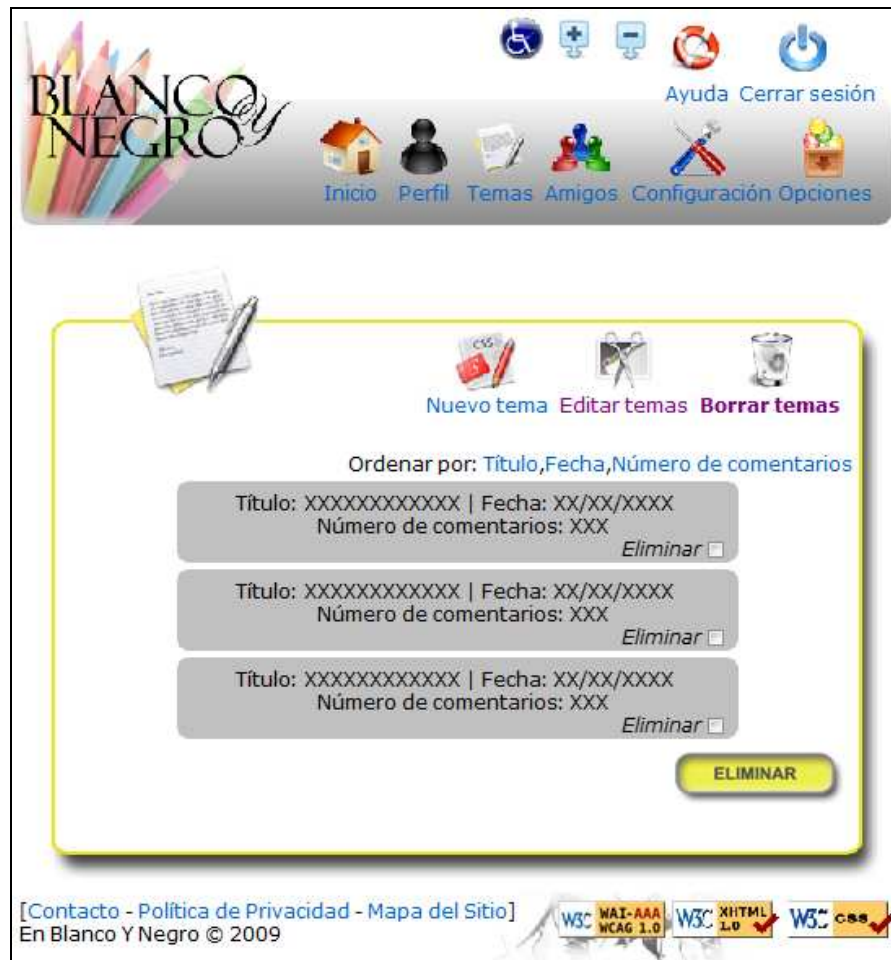 BLANCO Y
NEGRO
Ayuda Cerrar sesión
Inicio Perfil Temas Amigos Configuración Opciones
CSS
Nuevo tema Editar temas Borrar temas
Ordenar por: Título,Fecha,Número de comentarios
Título: XXXXXXXXXXXX | Fecha: XX/XX/XXXX
Número de comentarios: XXX
Eliminar
Título: XXXXXXXXXXXX | Fecha: XX/XX/XXXX
Número de comentarios: XXX
Eliminar
Título: XXXXXXXXXXXX | Fecha: XX/XX/XXXX
Número de comentarios: XXX
Eliminar
ELIMINAR
[Contacto - Política de Privacidad - Mapa del Sitio]
En Blanco Y Negro © 2009
W3C WAI-AAA WCAG 1.0 W3C XHTML 1.0 W3C css